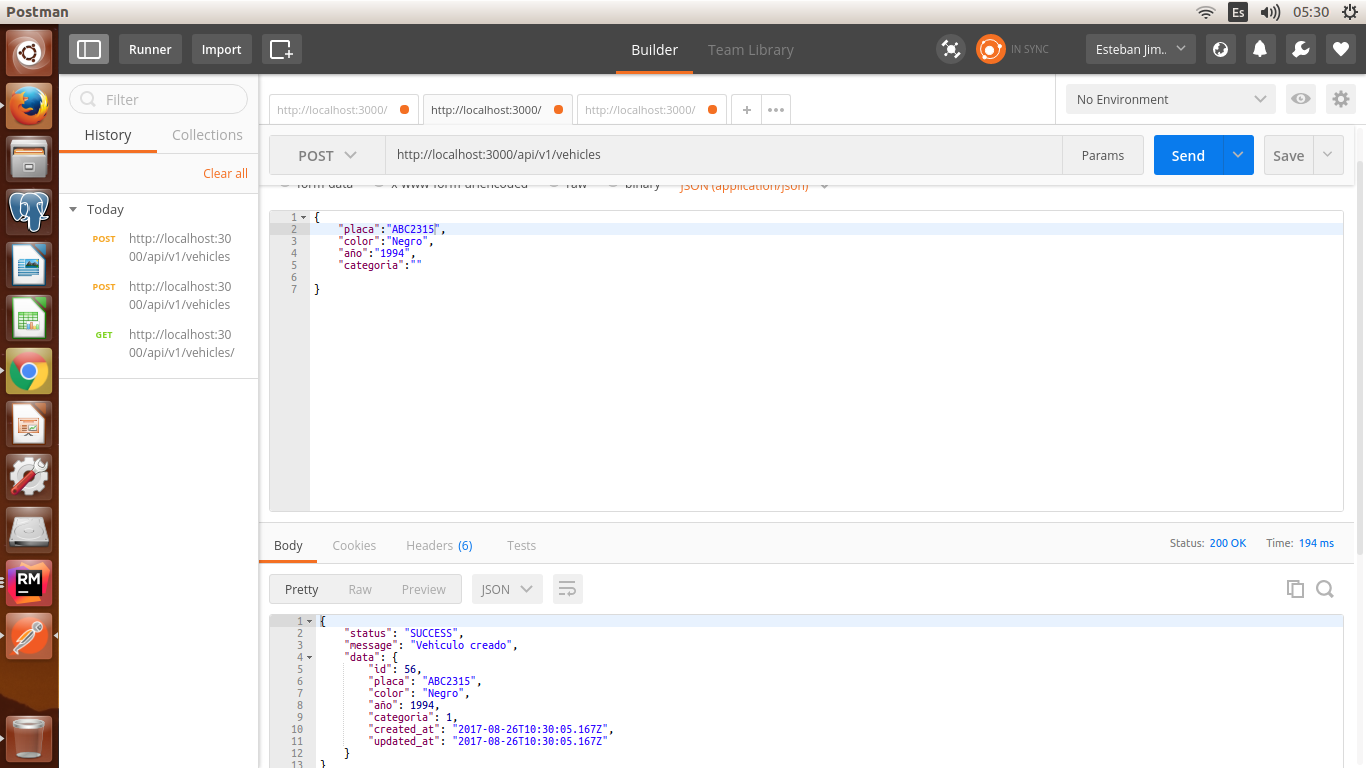 Postman
Es
05:30
Runner
Import
Builder
Team Library
IN SYNC
Esteban Jim..
Filter
History
Collections
Clear all
Today
POST http://localhost:30
00/api/v1/vehicles
POST http://localhost:30
00/api/v1/vehicles
GET http://localhost:30
00/api/v1/vehicles/
http://localhost:3000/
http://localhost:3000/
http://localhost:3000/
+
No Environment
POST
http://localhost:3000/api/v1/vehicles
Params
Send
Save
form-data x-www-form-urlencoded raw binary JSON (application/json)
1 {
2 "placa":"ABC2315",
3 "color":"Negro",
4 "año":"1994",
5 "categoria":""
6
7 }
Body
Cookies
Headers (6)
Tests
Status: 200 OK
Time: 194 ms
Pretty
Raw
Preview
JSON
1 {
2 "status": "SUCCESS",
3 "message": "Vehiculo creado",
4 "data": {
5 "id": 56,
6 "placa": "ABC2315",
7 "color": "Negro",
8 "año": 1994,
9 "categoria": 1,
10 "created_at": "2017-08-26T10:30:05.167Z",
11 "updated_at": "2017-08-26T10:30:05.167Z"
12 }
13 }
RM